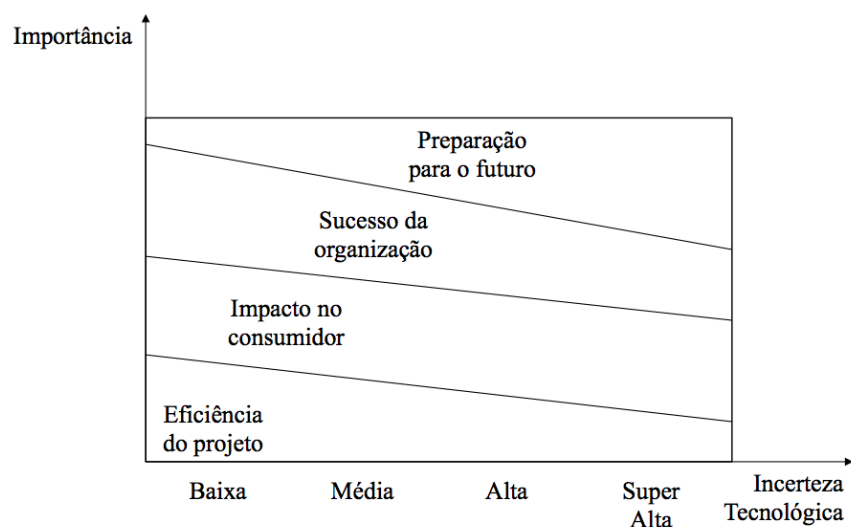 Importância
Preparação
para o futuro
Sucesso da
organização
Impacto no
consumidor
Eficiência
do projeto
Baixa
Média
Alta
Super
Alta
Incerteza
Tecnológica